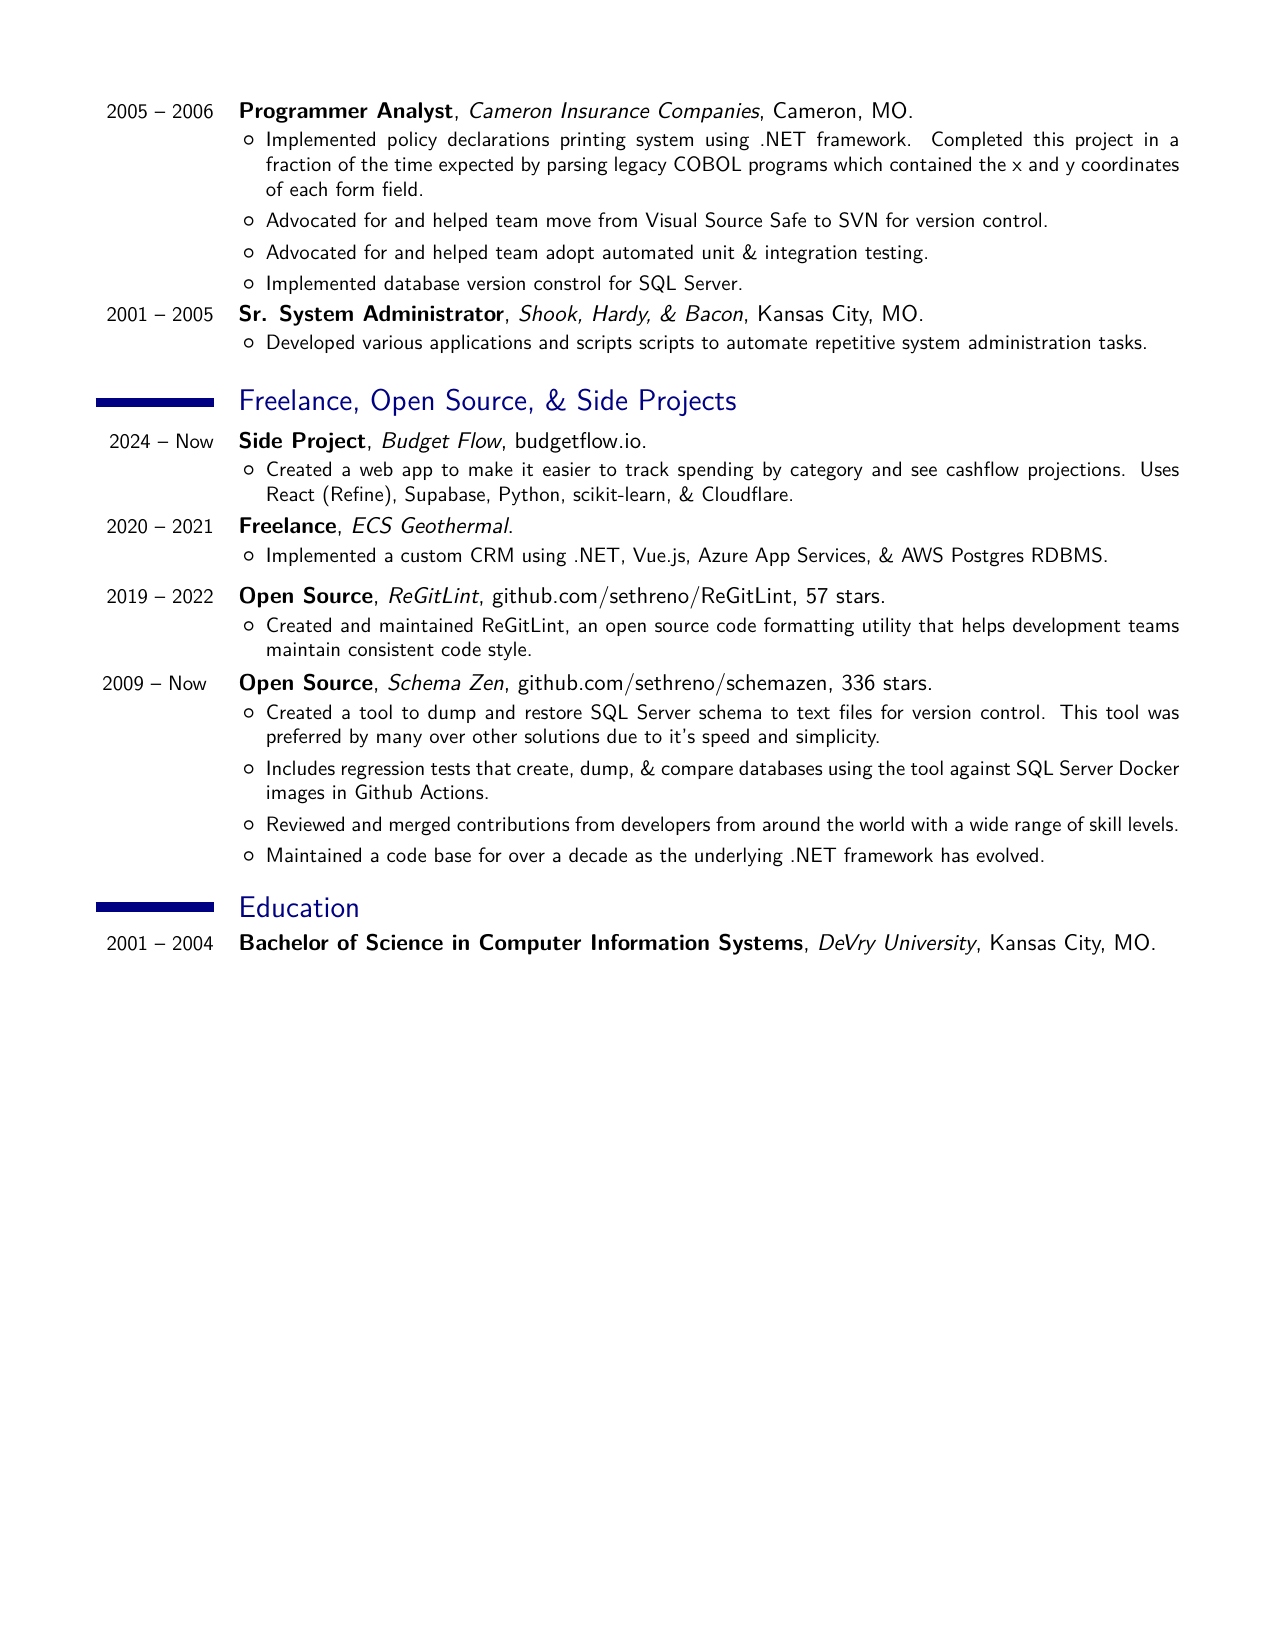 2005 – 2006 Programmer Analyst, Cameron Insurance Companies, Cameron, MO.
○ Implemented policy declarations printing system using .NET framework. Completed this project in a
fraction of the time expected by parsing legacy COBOL programs which contained the x and y coordinates
of each form field.
○ Advocated for and helped team move from Visual Source Safe to SVN for version control.
○ Advocated for and helped team adopt automated unit & integration testing.
○ Implemented database version constrol for SQL Server.
2001 – 2005 Sr. System Administrator, Shook, Hardy, & Bacon, Kansas City, MO.
○ Developed various applications and scripts scripts to automate repetitive system administration tasks.
Freelance, Open Source, & Side Projects
2024 – Now Side Project, Budget Flow, budgetflow.io.
○ Created a web app to make it easier to track spending by category and see cashflow projections. Uses
React (Refine), Supabase, Python, scikit-learn, & Cloudflare.
2020 – 2021 Freelance, ECS Geothermal.
○ Implemented a custom CRM using .NET, Vue.js, Azure App Services, & AWS Postgres RDBMS.
2019 – 2022 Open Source, ReGitLint, github.com/sethreno/ReGitLint, 57 stars.
○ Created and maintained ReGitLint, an open source code formatting utility that helps development teams
maintain consistent code style.
2009 – Now Open Source, Schema Zen, github.com/sethreno/schemazen, 336 stars.
○ Created a tool to dump and restore SQL Server schema to text files for version control. This tool was
preferred by many over other solutions due to it's speed and simplicity.
○ Includes regression tests that create, dump, & compare databases using the tool against SQL Server Docker
images in Github Actions.
○ Reviewed and merged contributions from developers from around the world with a wide range of skill levels.
○ Maintained a code base for over a decade as the underlying .NET framework has evolved.
Education
2001 – 2004 Bachelor of Science in Computer Information Systems, DeVry University, Kansas City, MO.